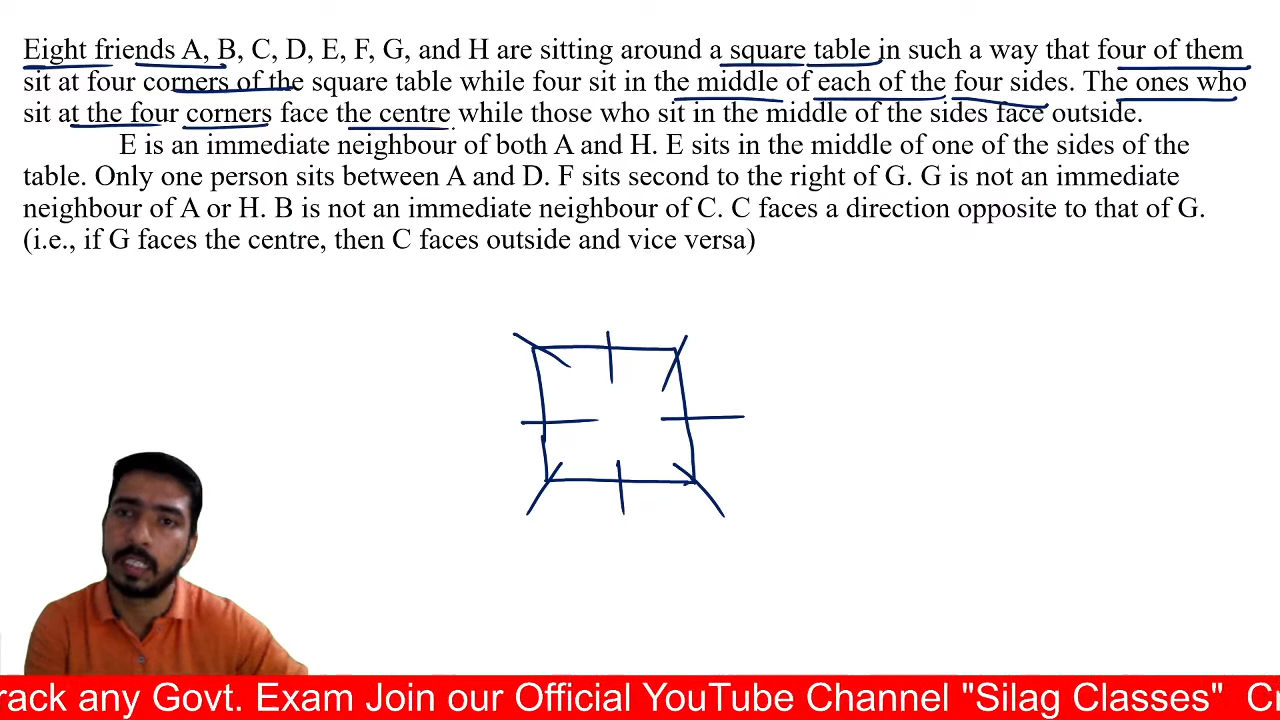 Eight friends A, B, C, D, E, F, G, and H are sitting around a square table in such a way that four of them
sit at four corners of the square table while four sit in the middle of each of the four sides. The ones who
sit at the four corners face the centre while those who sit in the middle of the sides face outside.
E is an immediate neighbour of both A and H. E sits in the middle of one of the sides of the
table. Only one person sits between A and D. F sits second to the right of G. G is not an immediate
neighbour of A or H. B is not an immediate neighbour of C. C faces a direction opposite to that of G.
(i.e., if G faces the centre, then C faces outside and vice versa)
rack any Govt. Exam Join our Official YouTube Channel "Silag Classes" C